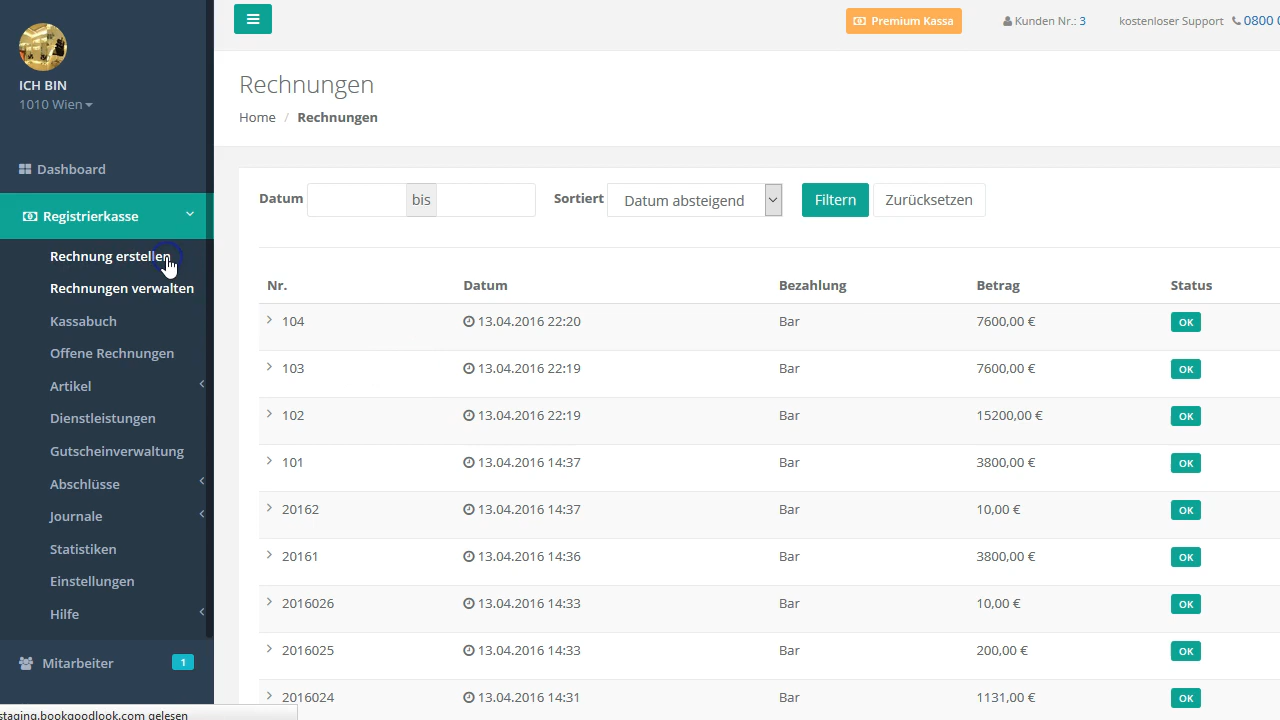 Premium Kassa
Kunden Nr.: 3
kostenloser Support
0800
ICH BIN
1010 Wien
Rechnungen
Home / Rechnungen
Dashboard
Registrierkasse
Rechnung erstellen
Rechnungen verwalten
Kassabuch
Offene Rechnungen
Artikel
Dienstleistungen
Gutscheinverwaltung
Abschlüsse
Journale
Statistiken
Einstellungen
Hilfe
Mitarbeiter 1
Datum bis Sortiert Datum absteigend Filtern Zurücksetzen
Nr. Datum Bezahlung Betrag Status
104 13.04.2016 22:20 Bar 7600,00 € OK
103 13.04.2016 22:19 Bar 7600,00 € OK
102 13.04.2016 22:19 Bar 15200,00 € OK
101 13.04.2016 14:37 Bar 3800,00 € OK
20162 13.04.2016 14:37 Bar 10,00 € OK
20161 13.04.2016 14:36 Bar 3800,00 € OK
2016026 13.04.2016 14:33 Bar 10,00 € OK
2016025 13.04.2016 14:33 Bar 200,00 € OK
2016024 13.04.2016 14:31 Bar 1131,00 € OK
staging.bookgoodlook.com gelesen